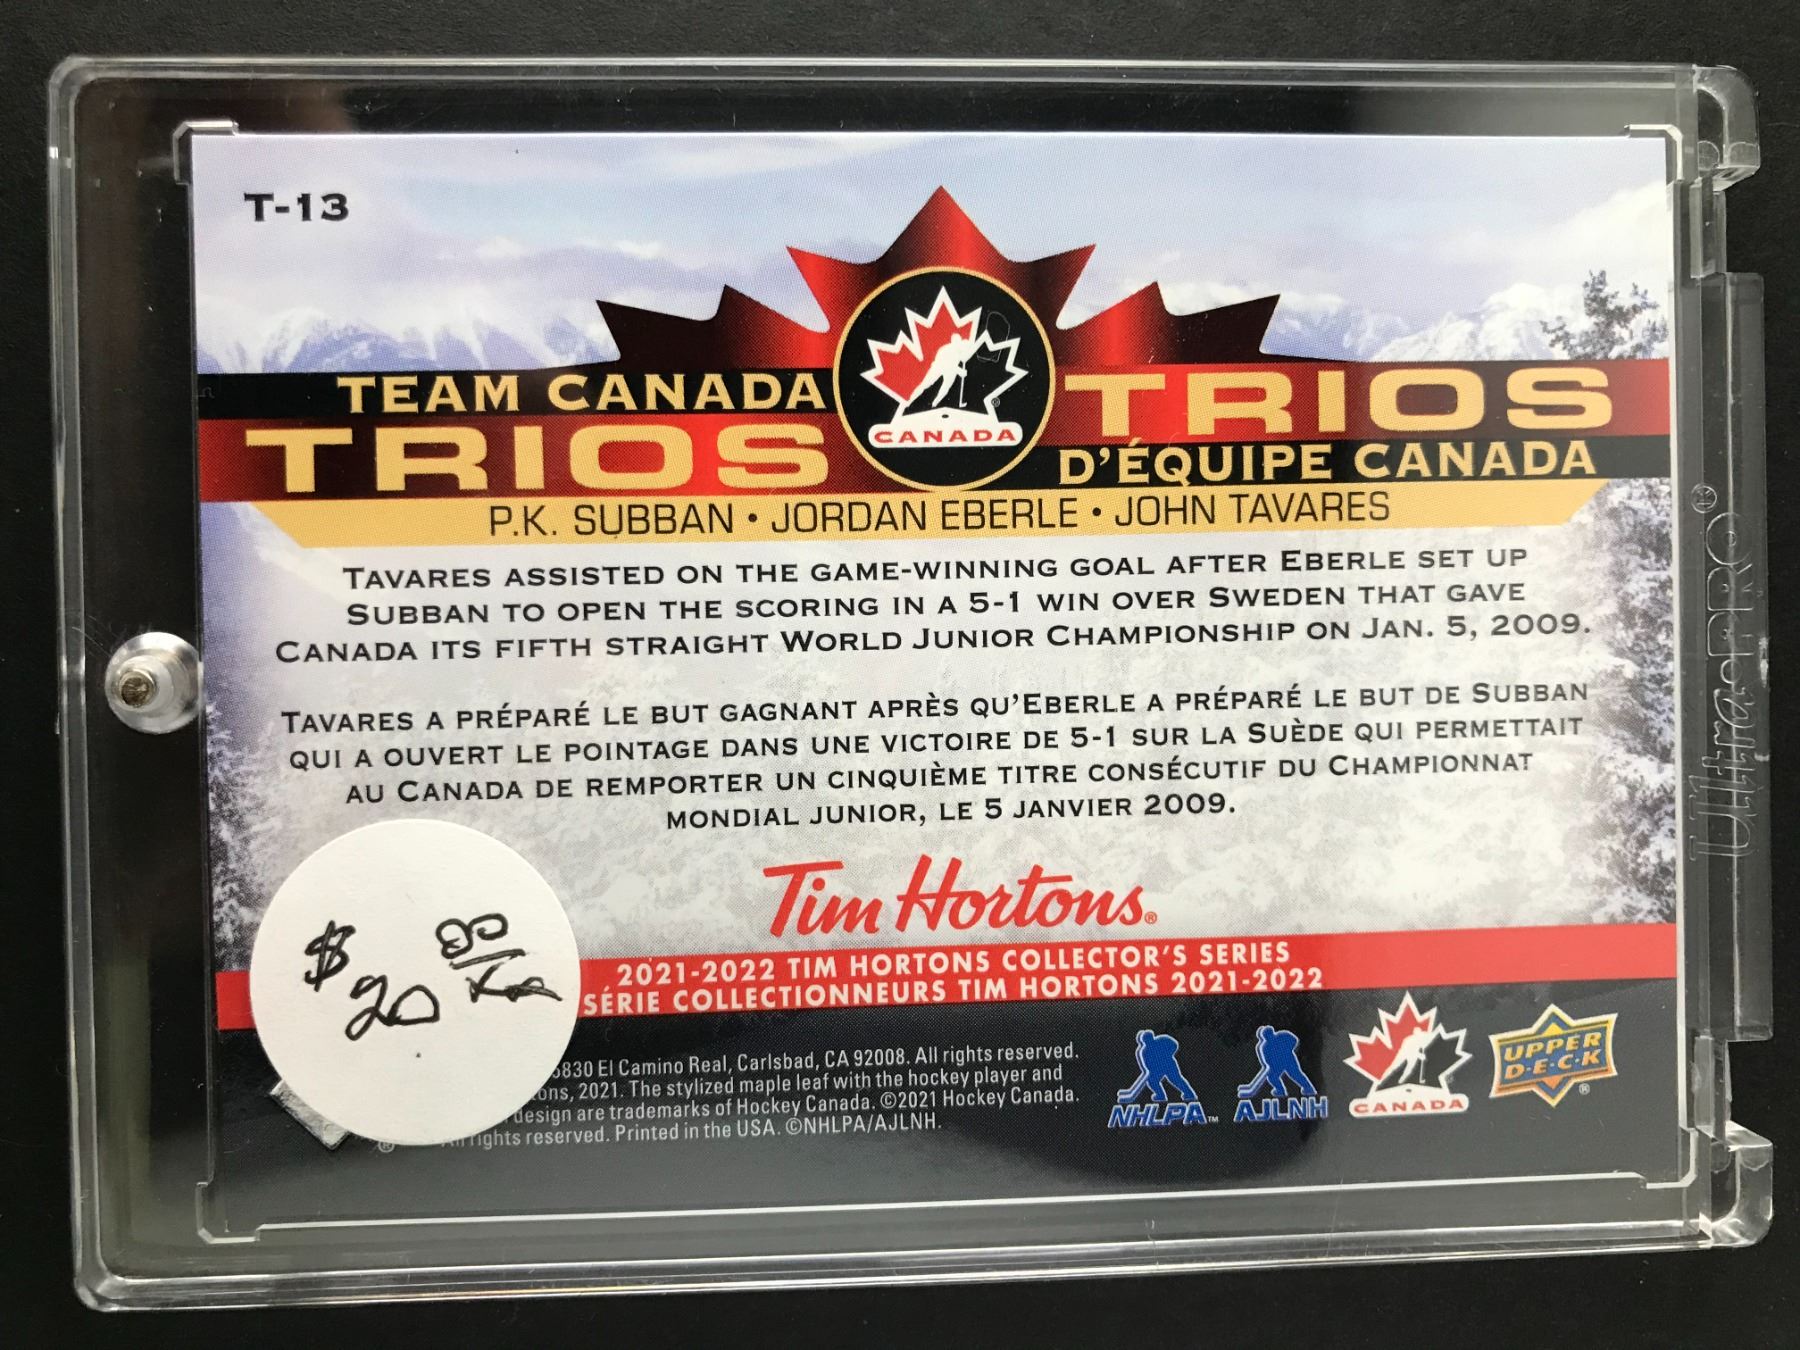 T-13
TEAM CANADA
TRIOS
CANADA
TRIOS
D'ÉQUIPE CANADA
P.K. SUBBAN • JORDAN EBERLE • JOHN TAVARES
TAVARES ASSISTED ON THE GAME-WINNING GOAL AFTER EBERLE SET UP
SUBBAN TO OPEN THE SCORING IN A 5-1 WIN OVER SWEDEN THAT GAVE
CANADA ITS FIFTH STRAIGHT WORLD JUNIOR CHAMPIONSHIP ON JAN. 5, 2009.
TAVARES A PRÉPARÉ LE BUT GAGNANT APRÈS QU'EBERLE A PRÉPARÉ LE BUT DE SUBBAN
QUI A OUVERT LE POINTAGE DANS UNE VICTOIRE DE 5-1 SUR LA SUÈDE QUI PERMETTAIT
AU CANADA DE REMPORTER UN CINQUIÈME TITRE CONSÉCUTIF DU CHAMPIONNAT
MONDIAL JUNIOR, LE 5 JANVIER 2009.
Tim Hortons®
2021-2022 TIM HORTONS COLLECTOR'S SERIES
SÉRIE COLLECTIONNEURS TIM HORTONS 2021-2022
$20
5830 El Camino Real, Carlsbad, CA 92008. All rights reserved.
ons, 2021. The stylized maple leaf with the hockey player and
design are trademarks of Hockey Canada. ©2021 Hockey Canada.
All rights reserved. Printed in the USA. ©NHLPA/AJLNH.
NHLPA™
AJLNH
CANADA
UPPER
D·E·C·K®
UltraPRO®